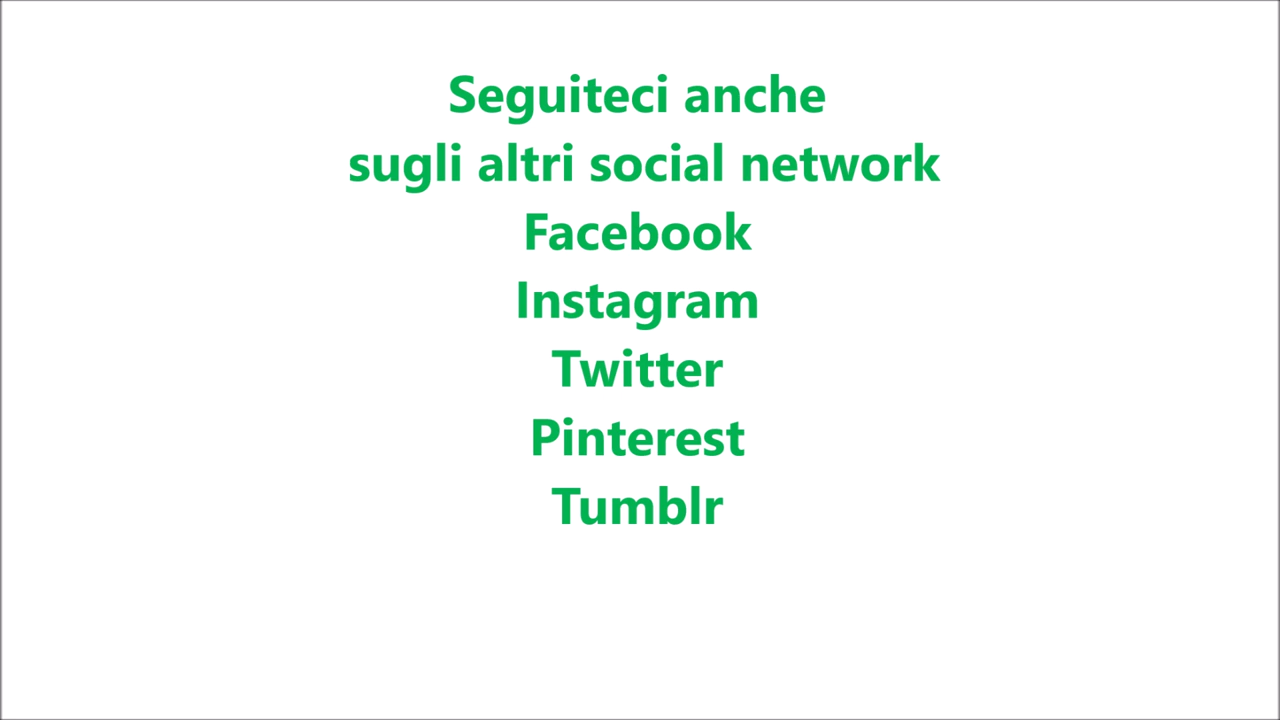 Seguiteci anche
sugli altri social network
Facebook
Instagram
Twitter
Pinterest
Tumblr